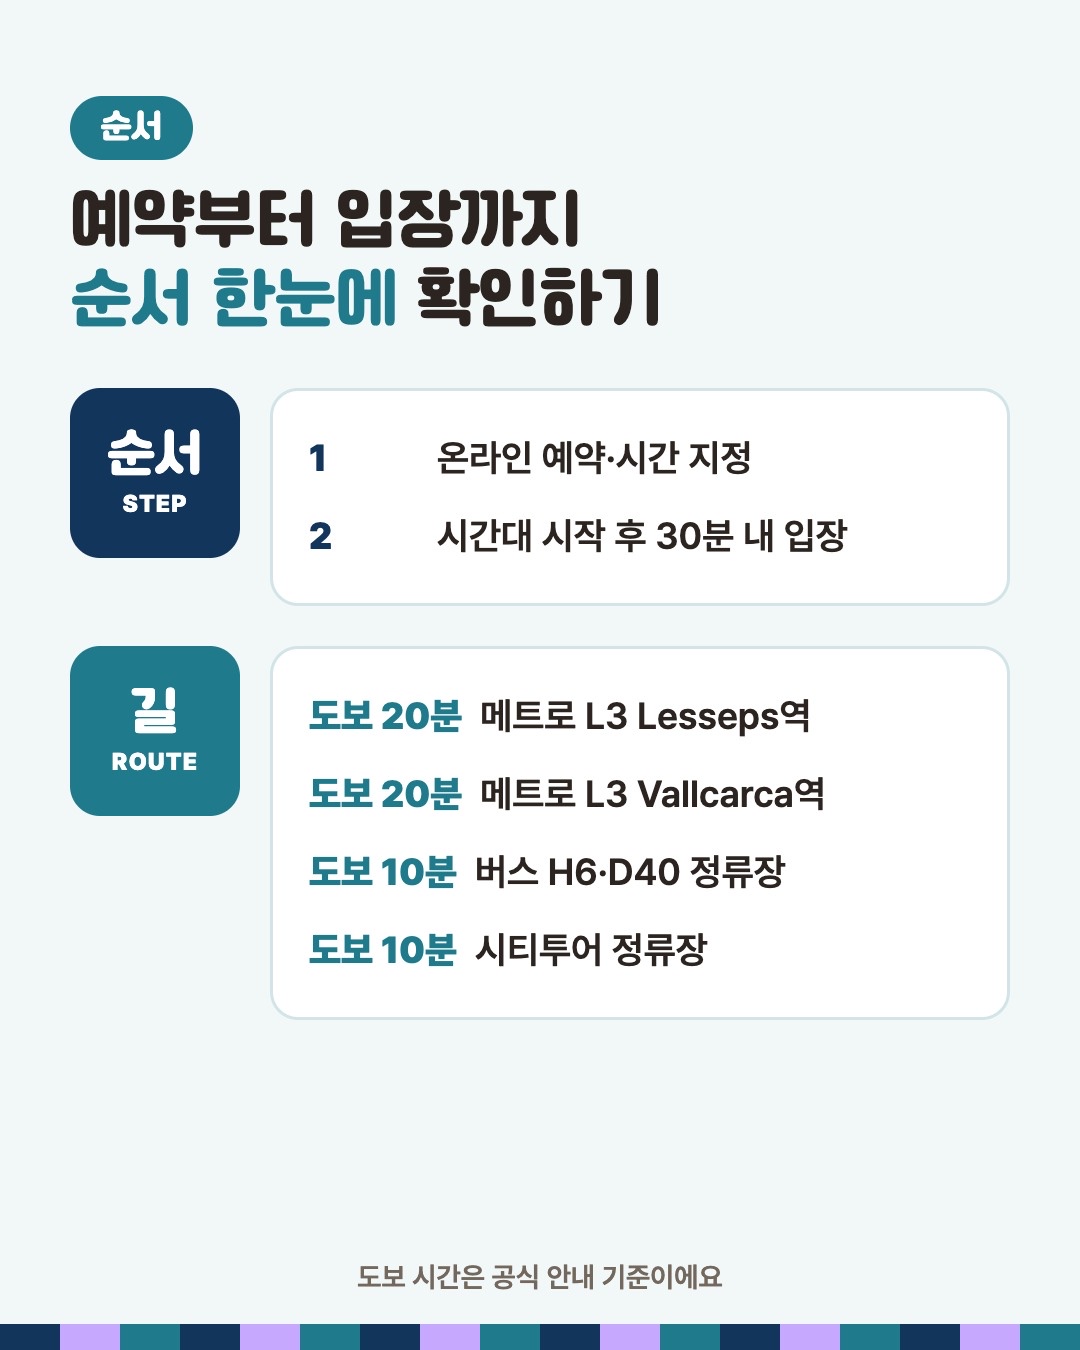 순서
예약부터 입장까지
순서 한눈에 확인하기
순서
STEP
1 온라인 예약·시간 지정
2 시간대 시작 후 30분 내 입장
길
ROUTE
도보 20분 메트로 L3 Lesseps역
도보 20분 메트로 L3 Vallcarca역
도보 10분 버스 H6·D40 정류장
도보 10분 시티투어 정류장
도보 시간은 공식 안내 기준이에요